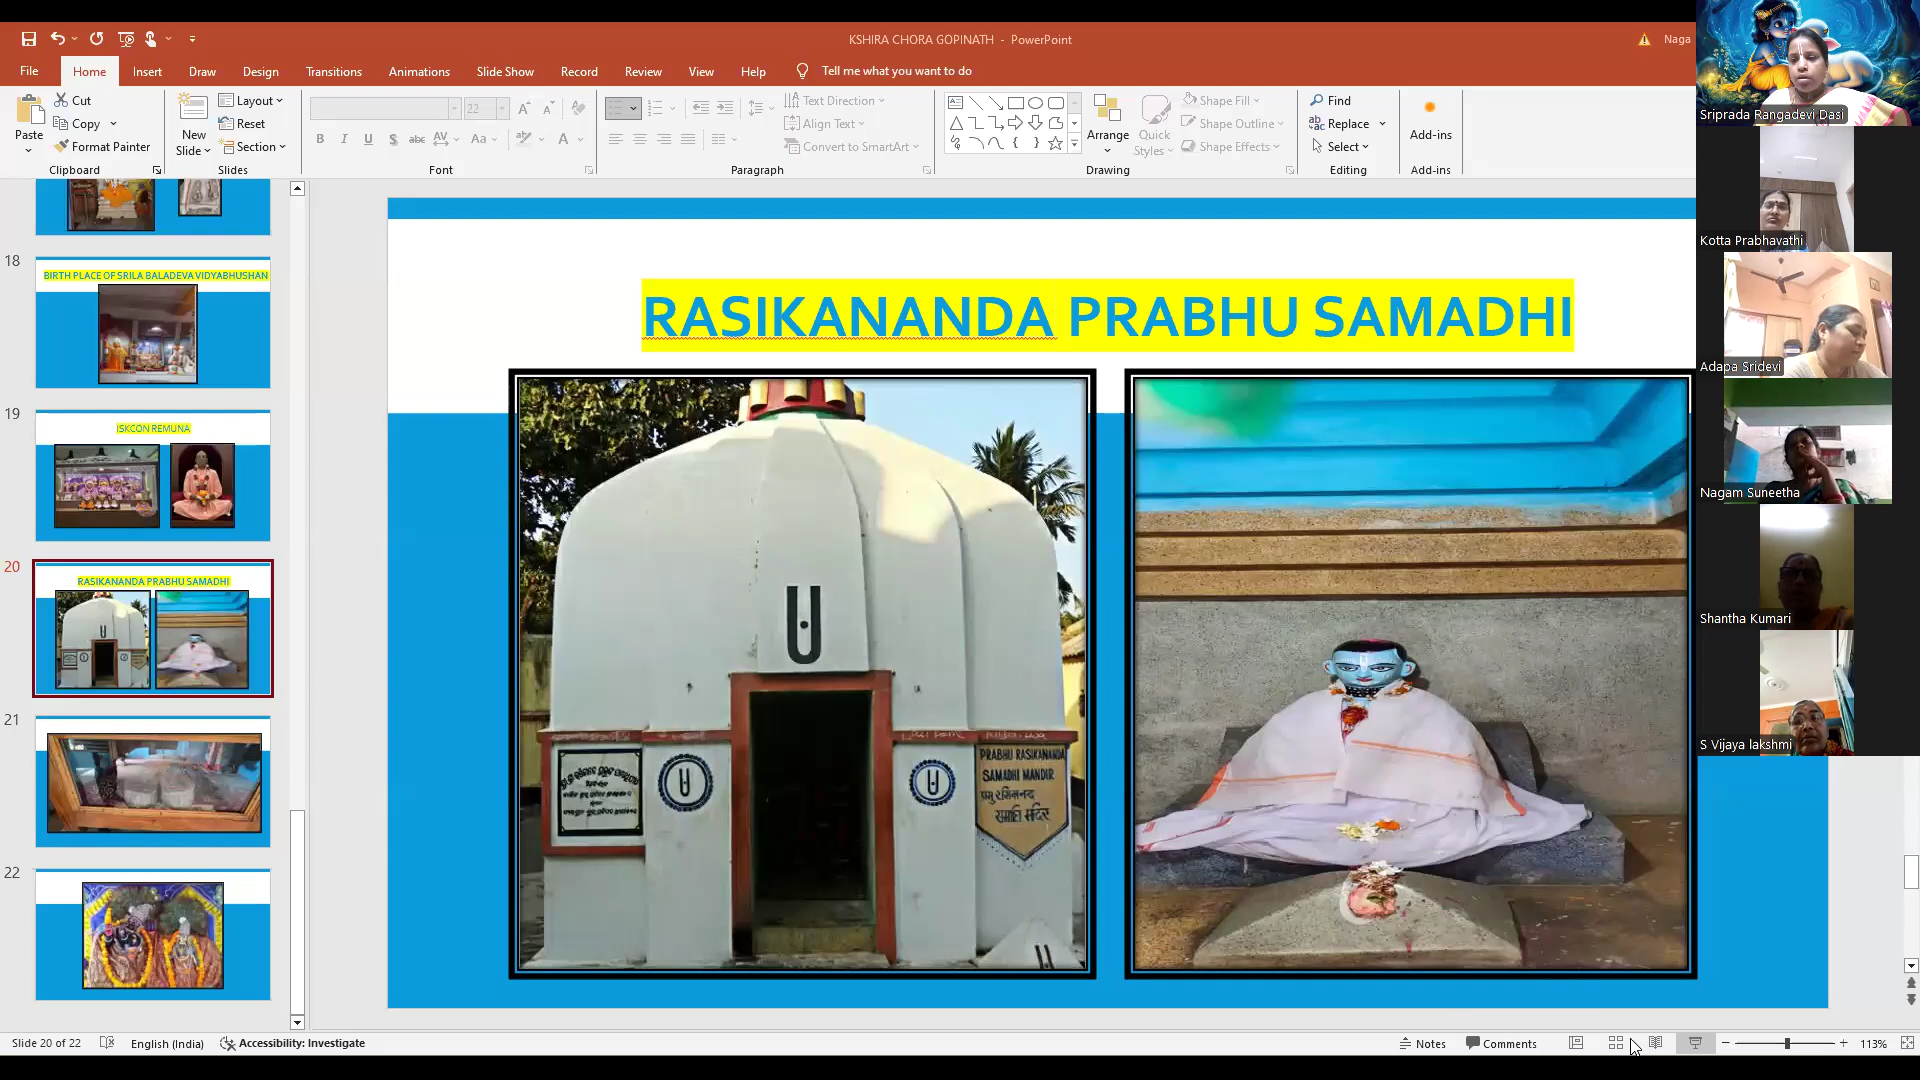 KSHIRA CHORA GOPINATH - PowerPoint
Naga
File
Home
Insert
Draw
Design
Transitions
Animations
Slide Show
Record
Review
View
Help
Tell me what you want to do
Paste
Cut
Copy
Format Painter
Clipboard
New
Slide
Layout
Reset
Section
Slides
22
Font
Text Direction
Align Text
Convert to SmartArt
Paragraph
Arrange
Quick
Styles
Shape Fill
Shape Outline
Shape Effects
Drawing
Find
Replace
Select
Editing
Add-ins
Add-ins
18
BIRTH PLACE OF SRILA BALADEVA VIDYABHUSHAN
19
ISKCON REMUNA
20
RASIKANANDA PRABHU SAMADHI
21
22
RASIKANANDA PRABHU SAMADHI
PRABHU RASIKANANDA
SAMADHI MANDIR
समाधि मंदिर
Sriprada Rangadevi Dasi
Kotta Prabhavathi
Adapa Sridevi
Nagam Suneetha
Shantha Kumari
S Vijaya lakshmi
Slide 20 of 22
English (India)
Accessibility: Investigate
Notes
Comments
113%